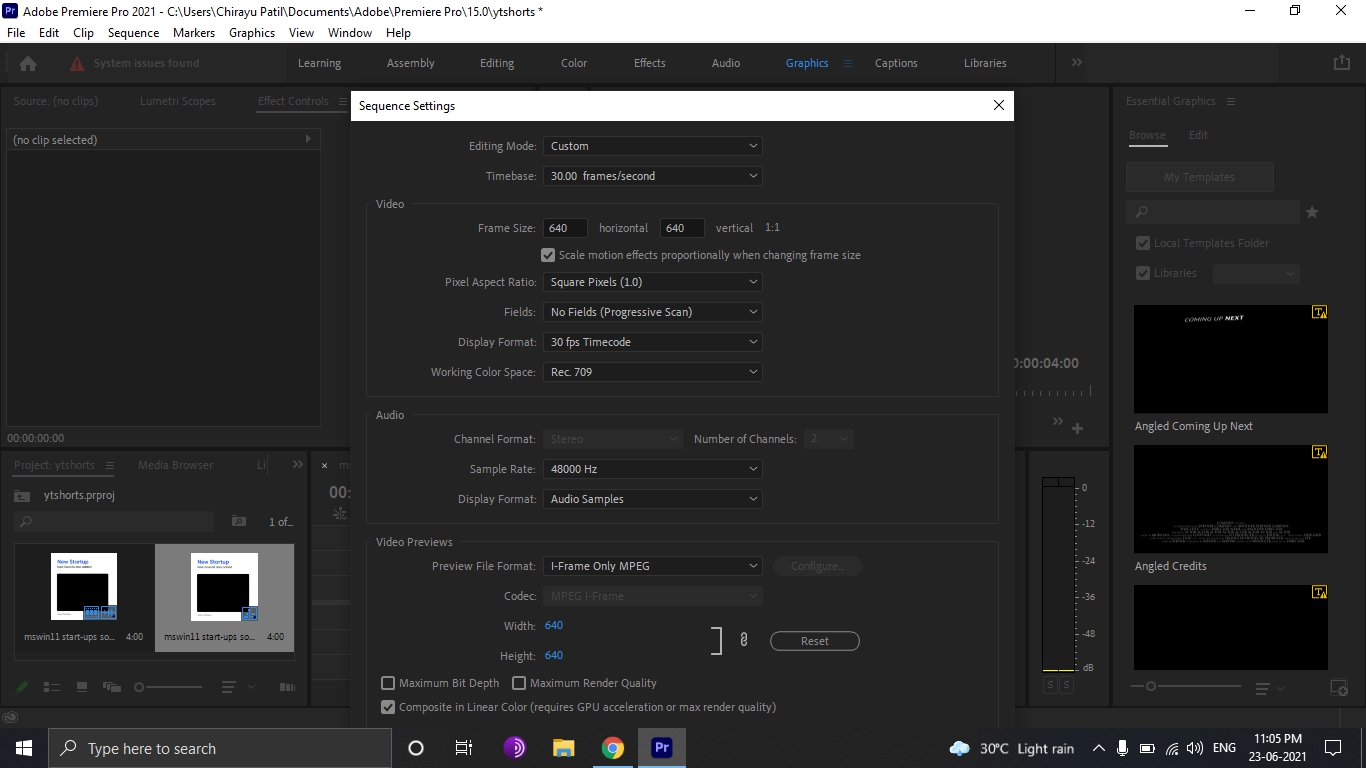 Pr Adobe Premiere Pro 2021 - C:\Users\Chirayu Patil\Documents\Adobe\Premiere Pro\15.0\ytshorts *
File Edit Clip Sequence Markers Graphics View Window Help
System issues found Learning Assembly Editing Color Effects Audio Graphics Captions Libraries
Source: (no clips) Lumetri Scopes Effect Controls
(no clip selected)
00:00:00:00
Sequence Settings
Editing Mode: Custom
Timebase: 30.00 frames/second
Video
Frame Size: 640 horizontal 640 vertical 1:1
Scale motion effects proportionally when changing frame size
Pixel Aspect Ratio: Square Pixels (1.0)
Fields: No Fields (Progressive Scan)
Display Format: 30 fps Timecode
Working Color Space: Rec. 709
Audio
Channel Format: Stereo Number of Channels: 2
Sample Rate: 48000 Hz
Display Format: Audio Samples
Video Previews
Preview File Format: I-Frame Only MPEG Configure...
Codec: MPEG I-Frame
Width: 640
Height: 640
Reset
Maximum Bit Depth Maximum Render Quality
Composite in Linear Color (requires GPU acceleration or max render quality)
0:00:04:00
Project: ytshorts Media Browser LI
ytshorts.prproj
1 of...
New Startup
New Startup
mswin11 start-ups so... 4:00
mswin11 start-ups so... 4:00
× m
00:
0
-12
-24
-36
-48
dB
S S
Essential Graphics
Browse Edit
My Templates
Local Templates Folder
Libraries
COMING UP NEXT
Angled Coming Up Next
Angled Credits
Type here to search
Pr
30°C Light rain
ENG
11:05 PM
23-06-2021